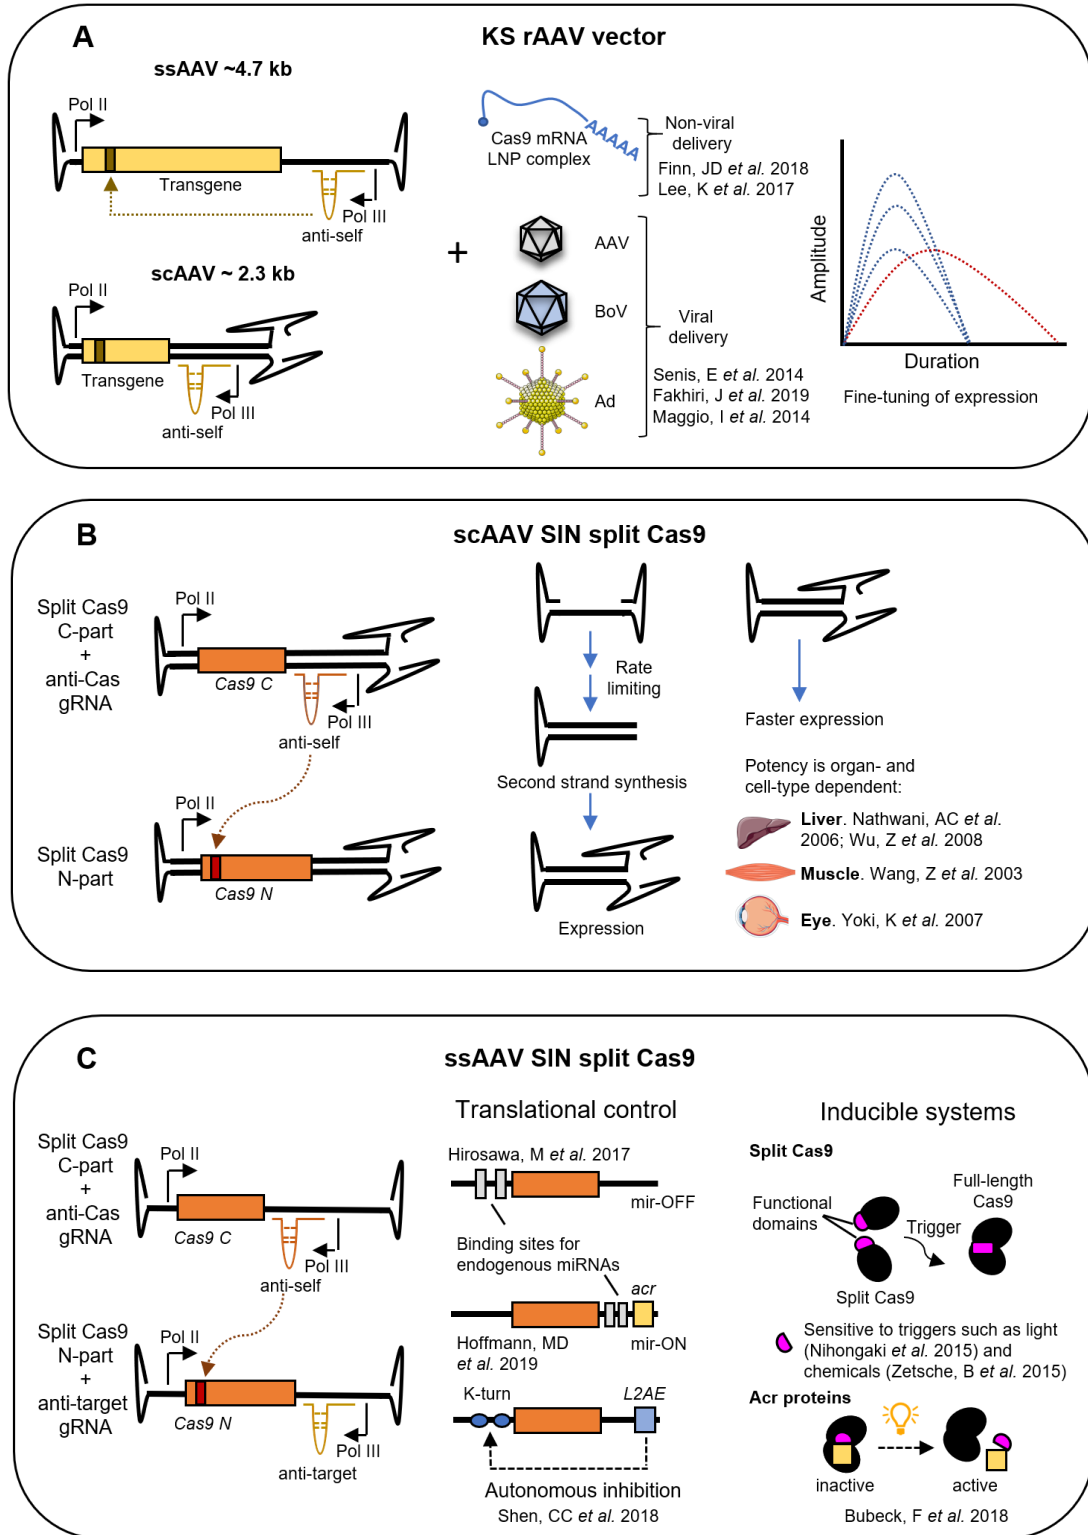 A
KS rAAV vector
ssAAV ~4.7 kb
Pol II
Transgene
Pol III
anti-self
scAAV ~ 2.3 kb
Pol II
Transgene
Pol III
anti-self
+
AAAAA
Cas9 mRNA
LNP complex
Non-viral
delivery
Finn, JD et al. 2018
Lee, K et al. 2017
AAV
BoV
Ad
Viral
delivery
Senis, E et al. 2014
Fakhiri, J et al. 2019
Maggio, I et al. 2014
Amplitude
Duration
Fine-tuning of expression
B
scAAV SIN split Cas9
Split Cas9
C-part
+
anti-Cas
gRNA
Pol II
Cas9 C
Pol III
anti-self
Split Cas9
N-part
Pol II
Cas9 N
Rate
limiting
Second strand synthesis
Expression
Faster expression
Potency is organ- and
cell-type dependent:
Liver. Nathwani, AC et al.
2006; Wu, Z et al. 2008
Muscle. Wang, Z et al. 2003
Eye. Yoki, K et al. 2007
C
ssAAV SIN split Cas9
Split Cas9
C-part
+
anti-Cas
gRNA
Pol II
Cas9 C
Pol III
anti-self
Split Cas9
N-part
+
anti-target
gRNA
Pol II
Cas9 N
Pol III
anti-target
Translational control
Hirosawa, M et al. 2017
mir-OFF
Binding sites for
endogenous miRNAs
acr
Hoffmann, MD
et al. 2019
mir-ON
K-turn
L2AE
Autonomous inhibition
Shen, CC et al. 2018
Inducible systems
Split Cas9
Functional
domains
Trigger
Full-length
Cas9
Split Cas9
Sensitive to triggers such as light
(Nihongaki et al. 2015) and
chemicals (Zetsche, B et al. 2015)
Acr proteins
inactive
active
Bubeck, F et al. 2018